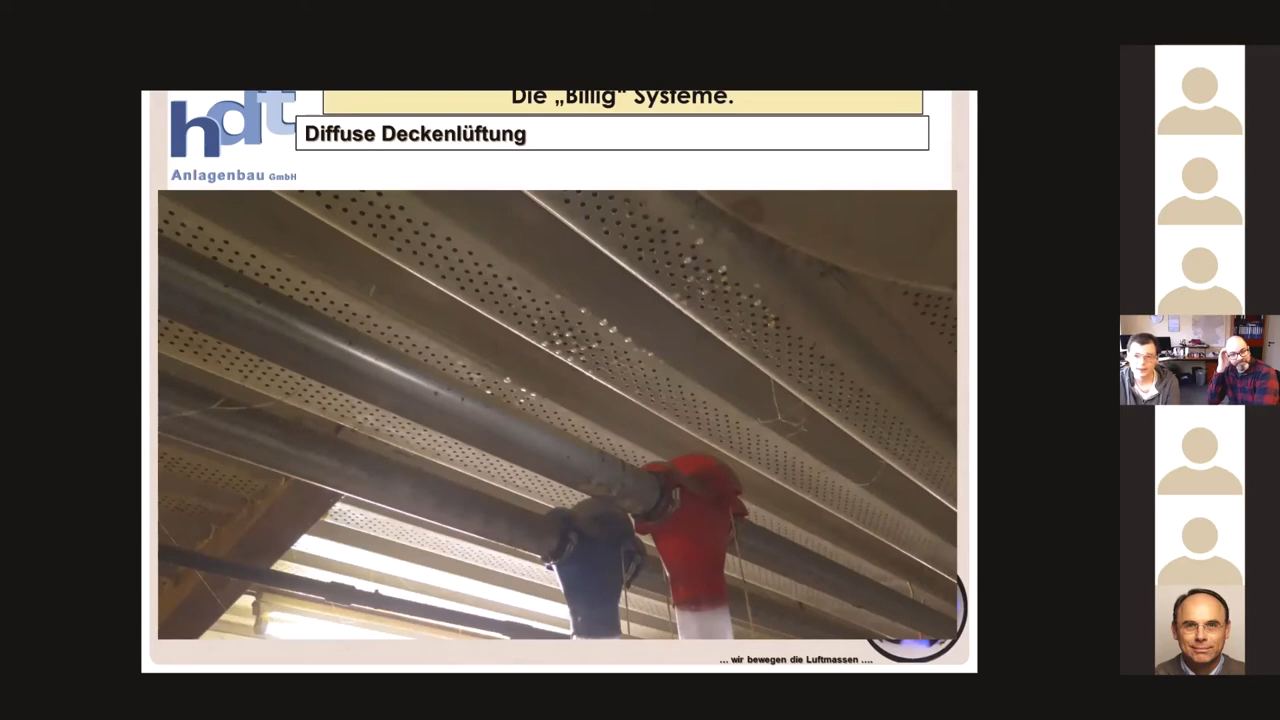 Die „Billig“ Systeme.
hdt
Diffuse Deckenlüftung
Anlagenbau GmbH
... wir bewegen die Luftmassen ....